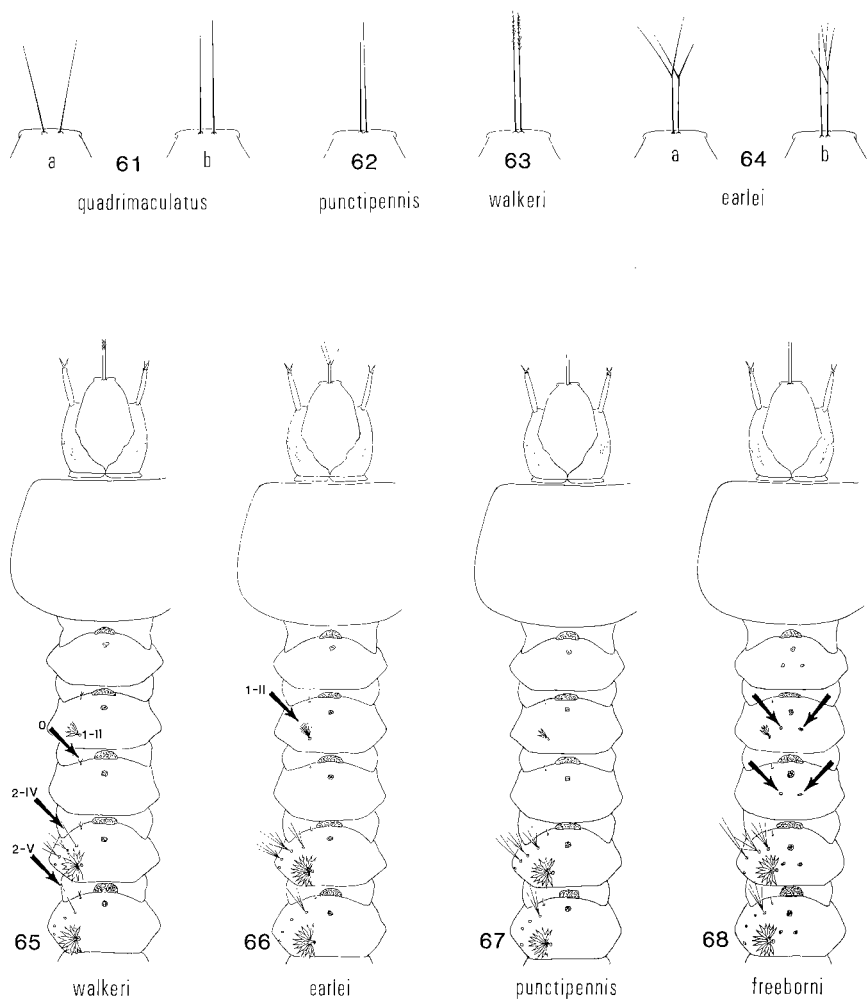 a 61 b 62 63 a 64 b
quadrimaculatus punctipennis walkeri earlei
1-II
O 1-II
2-IV
2-V
65 66 67 68
walkeri earlei punctipennis freeborni